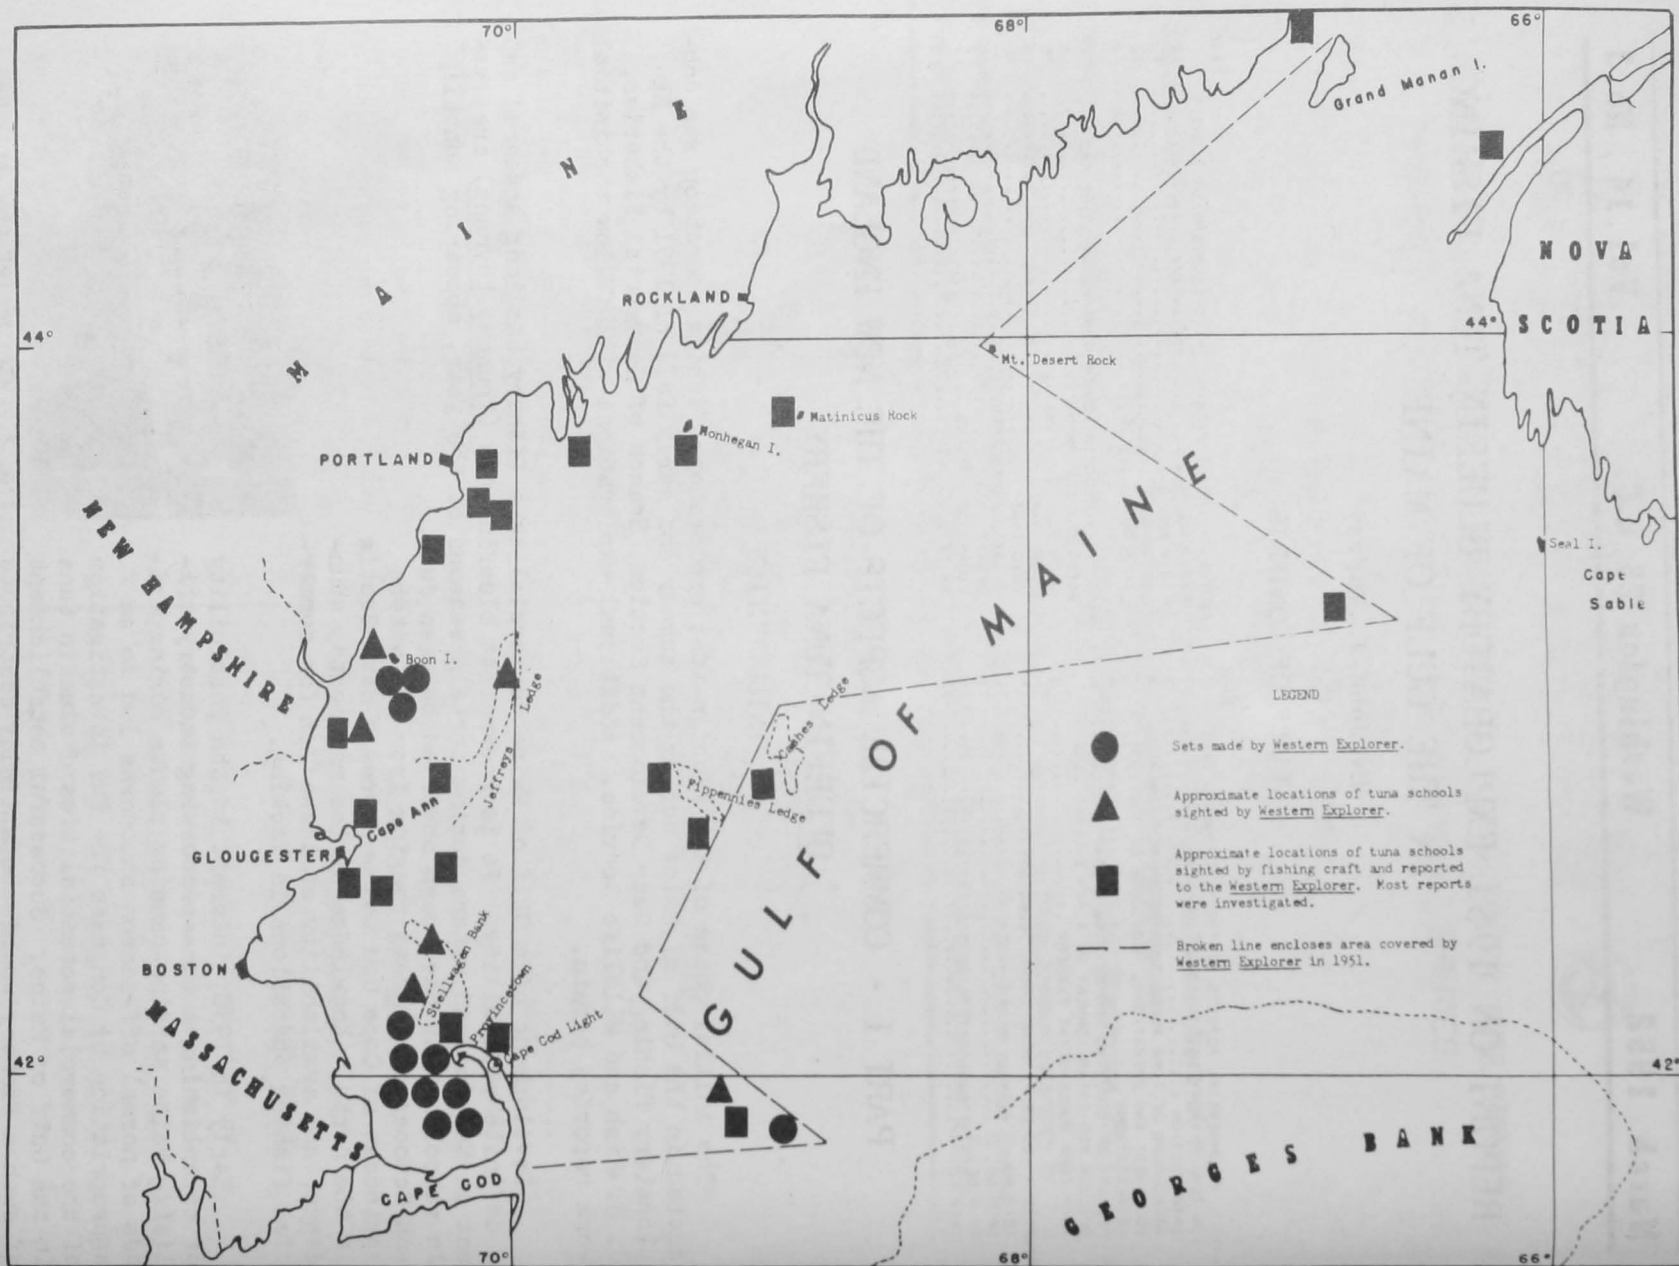 70°
68°
66°
Grand Manan I.
MAINE
NOVA
SCOTIA
ROCKLAND
44°
44°
Mt. Desert Rock
Matinicus Rock
Monhegan I.
PORTLAND
NEW HAMPSHIRE
Seal I.
Cape
Sable
Boon I.
Jeffreys Ledge
Cashes Ledge
Fippennies Ledge
GULF OF MAINE
Cape Ann
GLOUGESTER
Stellwagen Bank
BOSTON
Provincetown
Cape Cod Light
MASSACHUSETTS
42°
CAPE COD
GEORGES BANK
70°
68°
66°
LEGEND
Sets made by Western Explorer.
Approximate locations of tuna schools
sighted by Western Explorer.
Approximate locations of tuna schools
sighted by fishing craft and reported
to the Western Explorer. Most reports
were investigated.
Broken line encloses area covered by
Western Explorer in 1951.